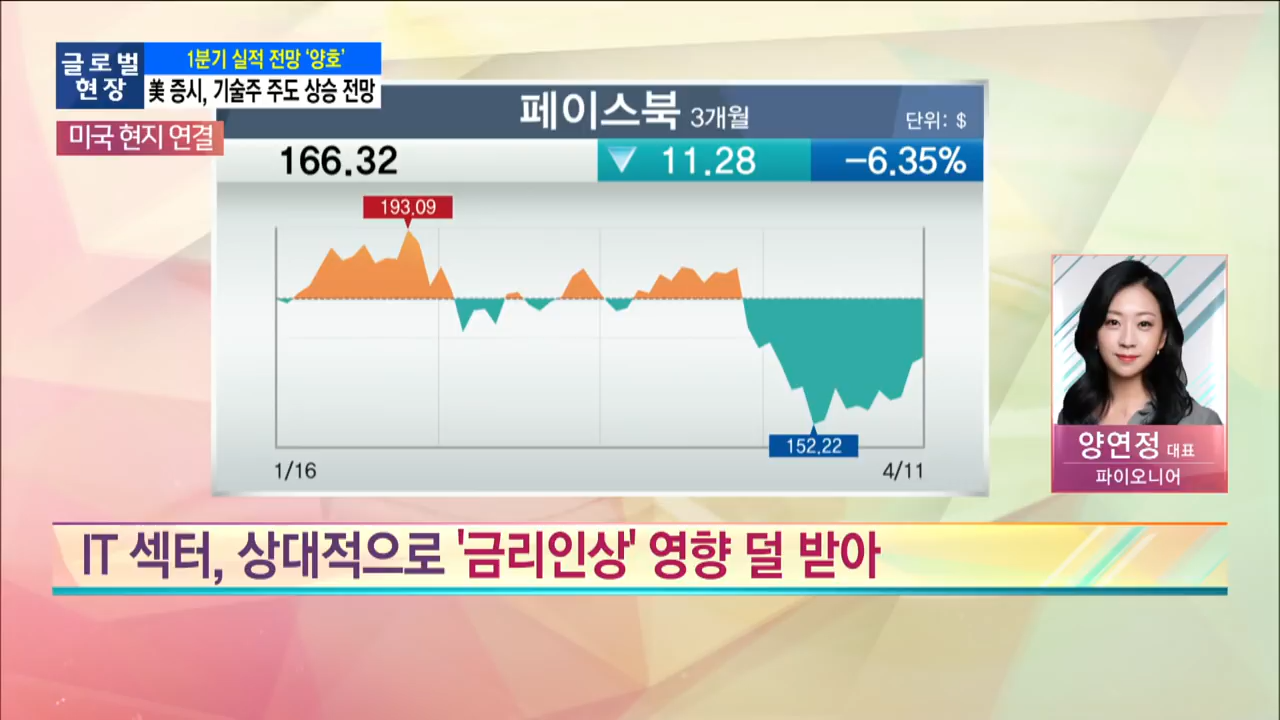 글로벌
현장
1분기 실적 전망 '양호'
美 증시, 기술주 주도 상승 전망
미국 현지 연결
페이스북 3개월
단위: $
166.32
▼ 11.28
-6.35%
193.09
152.22
1/16
4/11
양연정 대표
파이오니어
IT 섹터, 상대적으로 '금리인상' 영향 덜 받아